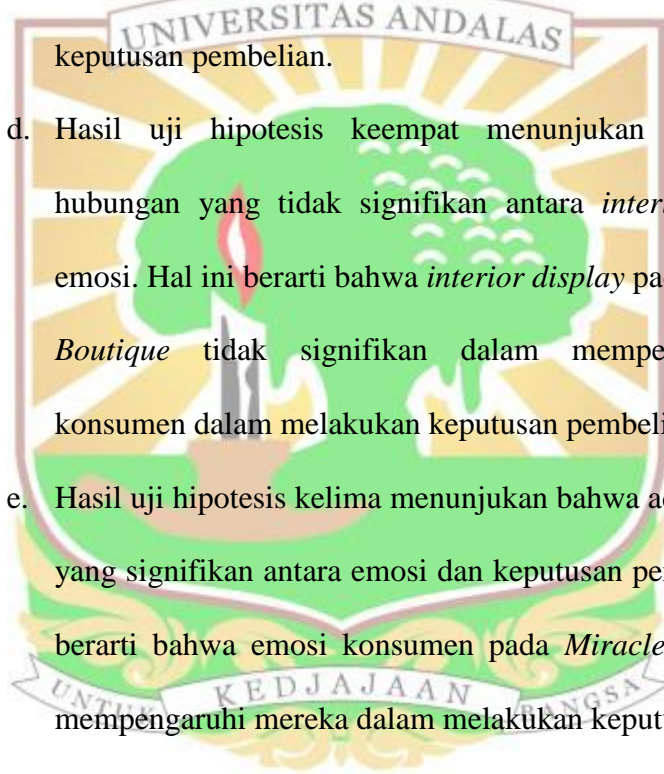 UNIVERSITAS ANDALAS
keputusan pembelian.
d. Hasil uji hipotesis keempat menunjukan
hubungan yang tidak signifikan antara interi
emosi. Hal ini berarti bahwa interior display pa
Boutique tidak signifikan dalam mempe
konsumen dalam melakukan keputusan pembeli
e. Hasil uji hipotesis kelima menunjukan bahwa a
yang signifikan antara emosi dan keputusan pe
berarti bahwa emosi konsumen pada Miracle
UNTUK KEDJAJAAN BANGSA
mempengaruhi mereka dalam melakukan keput